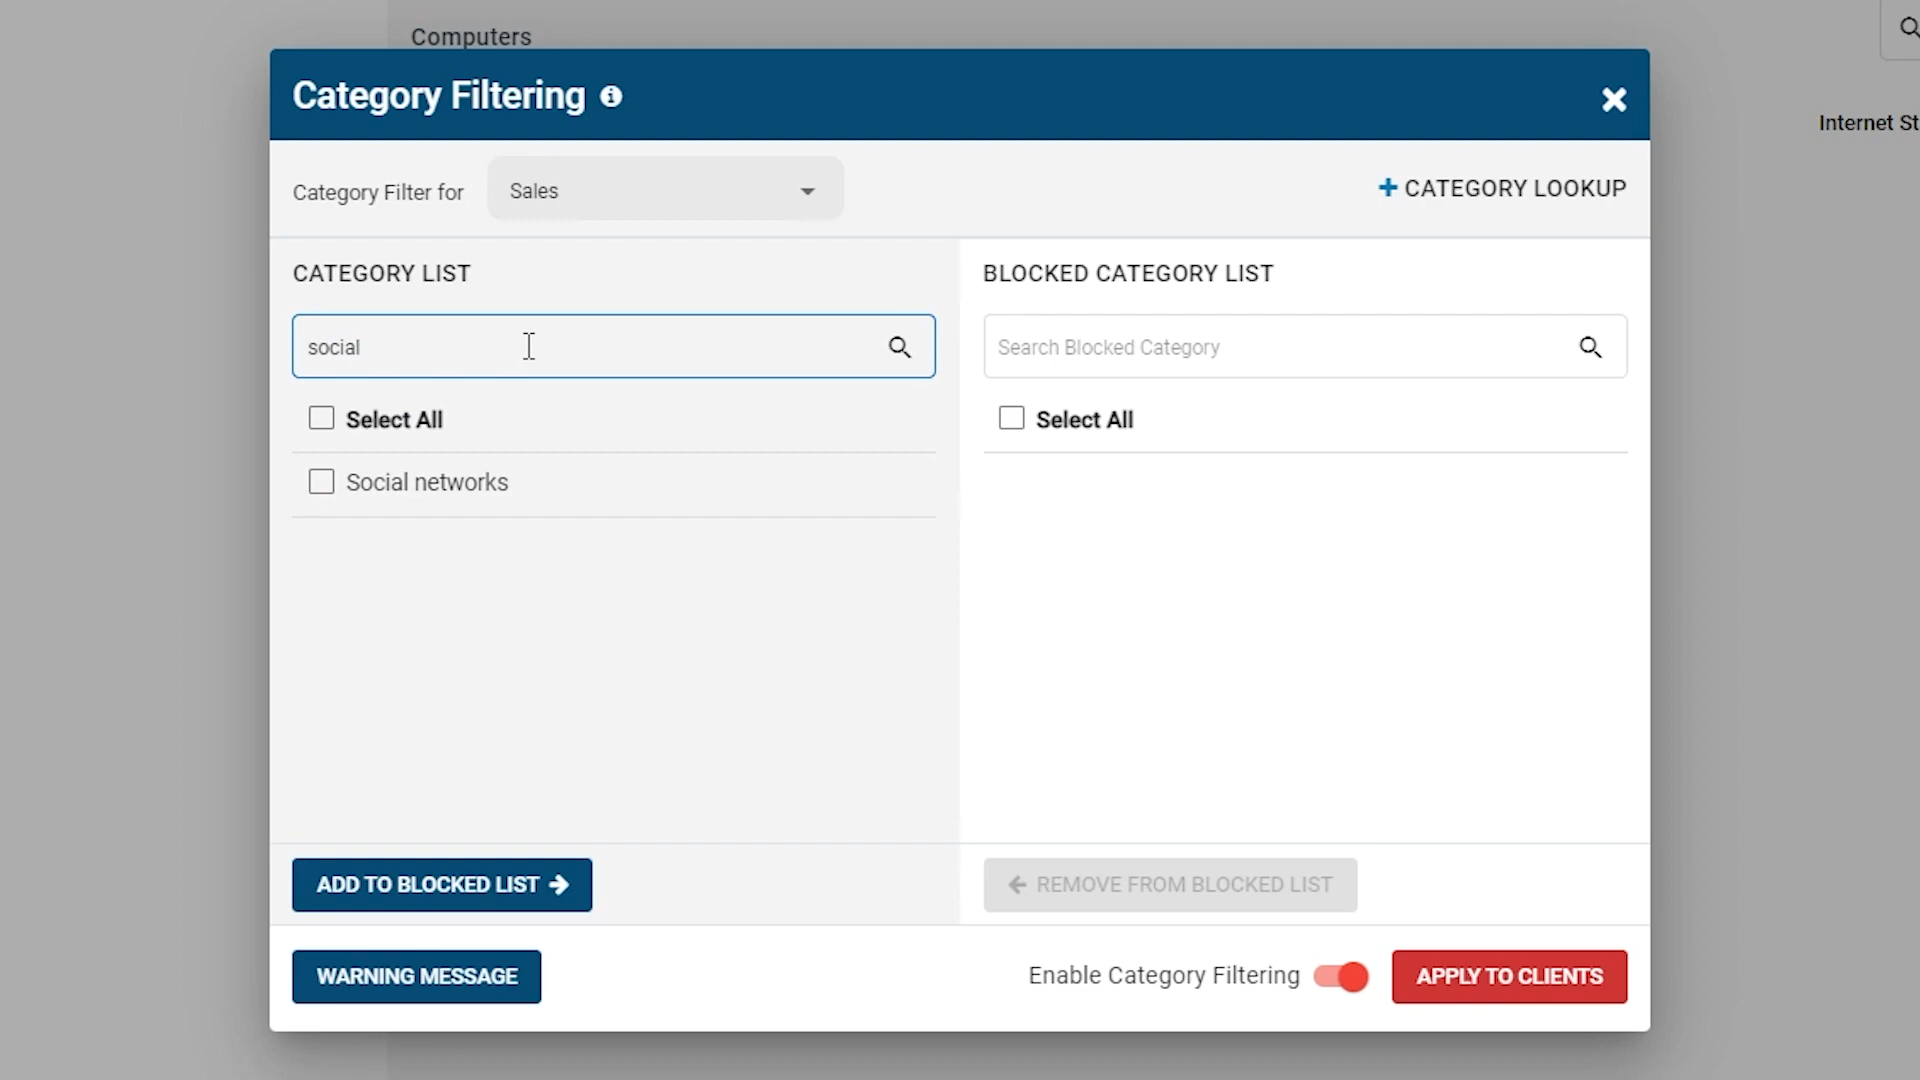 Computers
Category Filtering
Internet St
Category Filter for
Sales
+ CATEGORY LOOKUP
CATEGORY LIST
BLOCKED CATEGORY LIST
social
Search Blocked Category
Select All
Select All
Social networks
ADD TO BLOCKED LIST
REMOVE FROM BLOCKED LIST
WARNING MESSAGE
Enable Category Filtering
APPLY TO CLIENTS